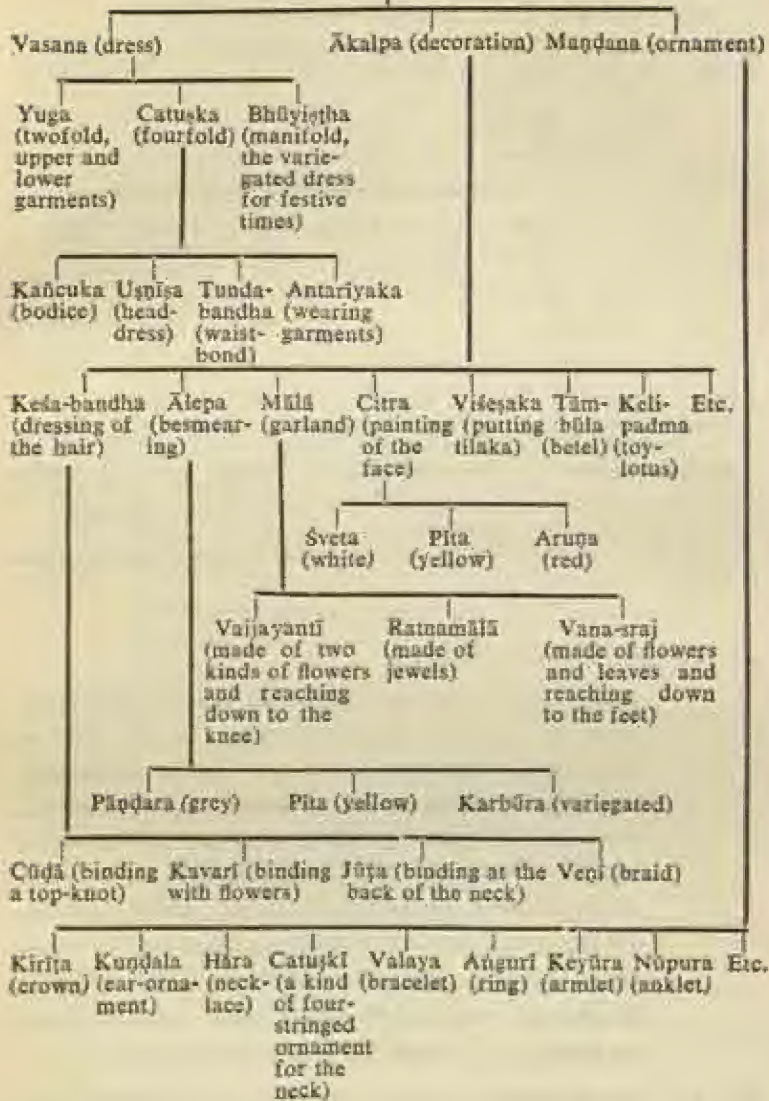 Vasana (dress) Ākalpa (decoration) Maṇḍana (ornament)
Yuga Catuṣka Bhūyiṣṭha
(twofold, (fourfold) (manifold,
upper and the varie-
lower gated dress
garments) for festive
times)
Kañcuka Uṣṇīṣa Tunda- Antariyaka
(bodice) (head- bandha (wearing
dress) (waist- garments)
bond)
Keśa-bandha Ālepa Mālā Citra Viśeṣaka Tām- Keli- Etc.
(dressing of (besmear- (garland) (painting (putting būla padma
the hair) ing) of the tilaka) (betel) (toy-
face) lotus)
Śveta Pīta Aruṇa
(white) (yellow) (red)
Vaijayantī Ratnamālā Vana-sraj
(made of two (made of (made of flowers
kinds of flowers jewels) and leaves and
and reaching reaching down
down to the to the feet)
knee)
Pāṇḍara (grey) Pīta (yellow) Karbūra (variegated)
Cūḍā (binding Kavarī (binding Jūṭa (binding at the Veṇī (braid)
a top-knot) with flowers) back of the neck)
Kirīṭa Kuṇḍala Hāra Catuṣkī Valaya Aṅgurī Keyūra Nūpura Etc.
(crown) (ear-orna- (neck- (a kind (bracelet) (ring) (armlet) (anklet)
ment) lace) of four-
stringed
ornament
for the
neck)